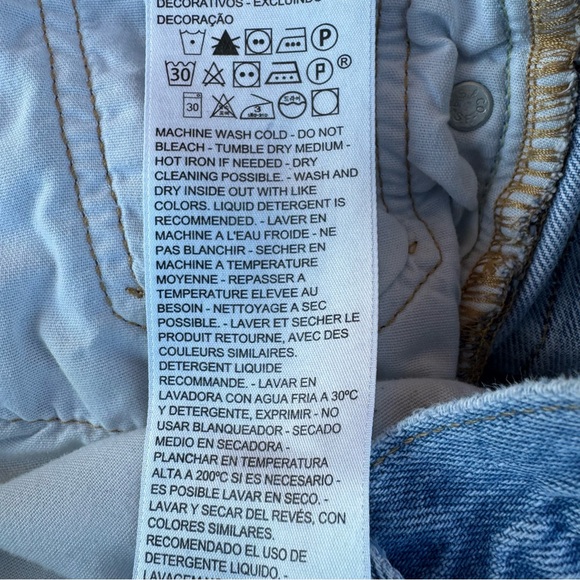 DECORATIVOS - EXCLUINDO
DECORAÇÃO
P
30 P ®
30 3
MACHINE WASH COLD - DO NOT
BLEACH - TUMBLE DRY MEDIUM -
HOT IRON IF NEEDED - DRY
CLEANING POSSIBLE. - WASH AND
DRY INSIDE OUT WITH LIKE
COLORS. LIQUID DETERGENT IS
RECOMMENDED. - LAVER EN
MACHINE A L'EAU FROIDE - NE
PAS BLANCHIR - SECHER EN
MACHINE A TEMPERATURE
MOYENNE - REPASSER A
TEMPERATURE ELEVEE AU
BESOIN - NETTOYAGE A SEC
POSSIBLE. - LAVER ET SECHER LE
PRODUIT RETOURNE, AVEC DES
COULEURS SIMILAIRES.
DETERGENT LIQUIDE
RECOMMANDE. - LAVAR EN
LAVADORA CON AGUA FRIA A 30ºC
Y DETERGENTE, EXPRIMIR - NO
USAR BLANQUEADOR - SECADO
MEDIO EN SECADORA -
PLANCHAR EN TEMPERATURA
ALTA A 200ºC SI ES NECESARIO -
ES POSIBLE LAVAR EN SECO. -
LAVAR Y SECAR DEL REVÉS, CON
COLORES SIMILARES.
RECOMENDADO EL USO DE
DETERGENTE LIQUIDO. -